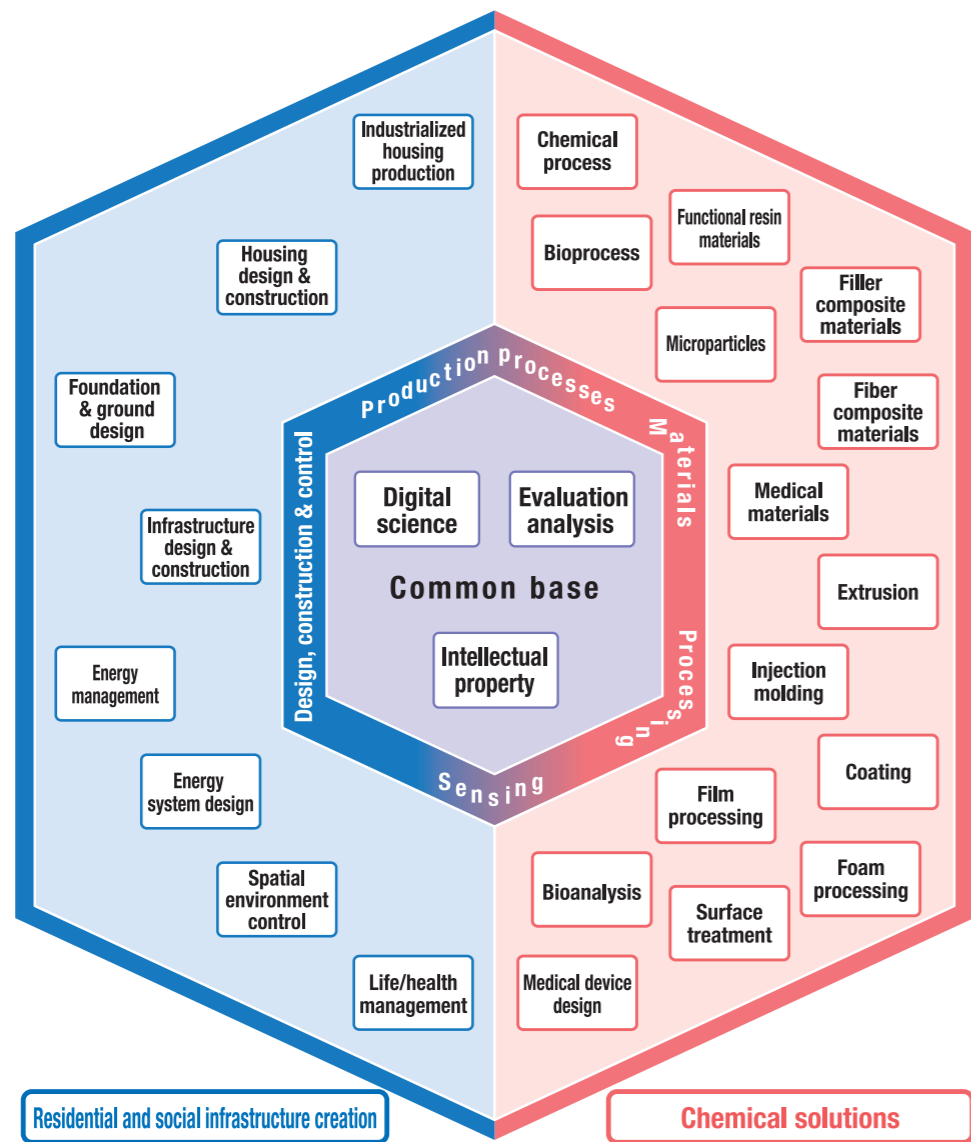 Industrialized
housing
production
Housing
design &
construction
Foundation
& ground
design
Infrastructure
design &
construction
Energy
management
Energy
system design
Spatial
environment
control
Life/health
management
Chemical
process
Bioprocess
Functional resin
materials
Microparticles
Filler
composite
materials
Fiber
composite
materials
Medical
materials
Extrusion
Injection
molding
Coating
Film
processing
Foam
processing
Bioanalysis
Surface
treatment
Medical device
design
Production processes
Materials
Processing
Sensing
Design, construction & control
Digital
science
Evaluation
analysis
Common base
Intellectual
property
Residential and social infrastructure creation
Chemical solutions